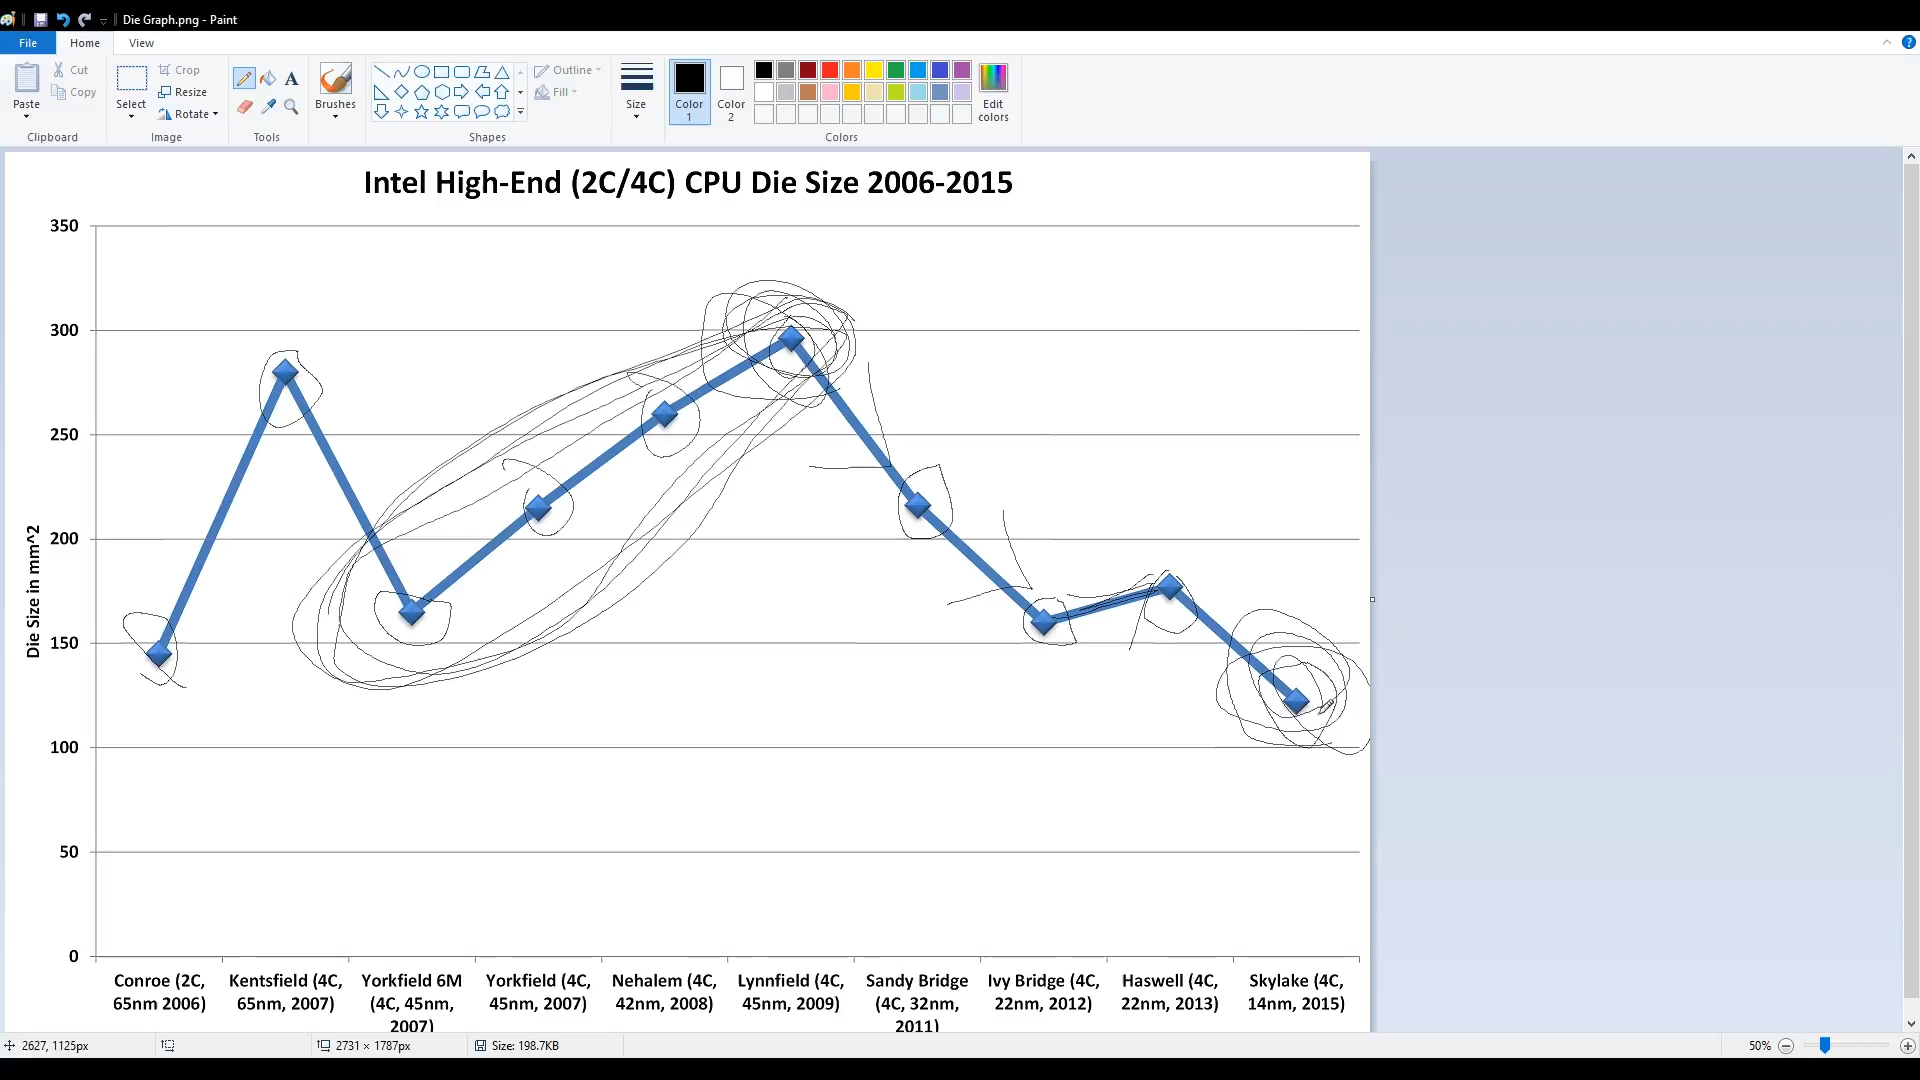 Die Graph.png - Paint
File Home View
Paste Cut Copy Clipboard
Select Crop Resize Rotate Image
Tools
Brushes
Shapes Outline Fill
Size
Color 1 Color 2 Edit colors Colors
Intel High-End (2C/4C) CPU Die Size 2006-2015
Die Size in mm^2
350
300
250
200
150
100
50
0
Conroe (2C, 65nm 2006)
Kentsfield (4C, 65nm, 2007)
Yorkfield 6M (4C, 45nm, 2007)
Yorkfield (4C, 45nm, 2007)
Nehalem (4C, 42nm, 2008)
Lynnfield (4C, 45nm, 2009)
Sandy Bridge (4C, 32nm, 2011)
Ivy Bridge (4C, 22nm, 2012)
Haswell (4C, 22nm, 2013)
Skylake (4C, 14nm, 2015)
2627, 1125px 2731 × 1787px Size: 198.7KB 50%